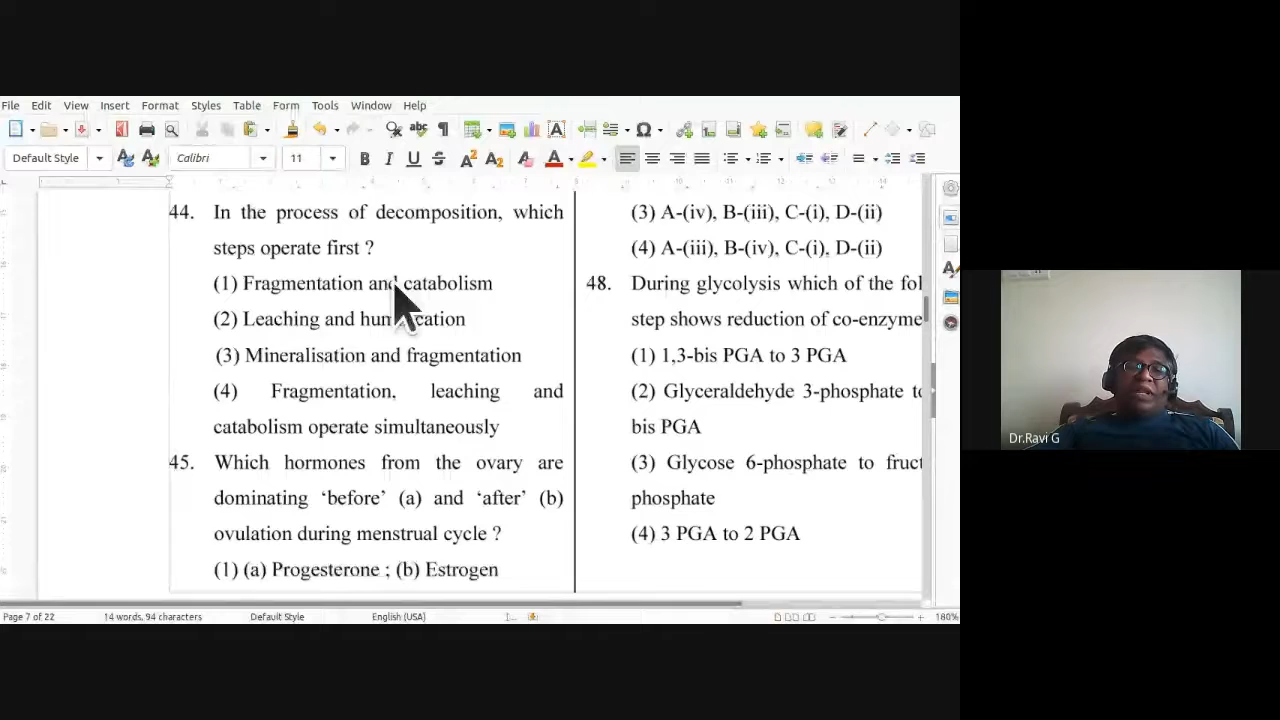 File Edit View Insert Format Styles Table Form Tools Window Help
Default Style Calibri 11
44. In the process of decomposition, which
steps operate first ?
(1) Fragmentation and catabolism
(2) Leaching and
(3) Mineralisation and fragmentation
(4) Fragmentation, leaching and
catabolism operate simultaneously
45. Which hormones from the ovary are
dominating ‘before’ (a) and ‘after’ (b)
ovulation during menstrual cycle ?
(1) (a) Progesterone ; (b) Estrogen
(3) A-(iv), B-(iii), C-(i), D-(ii)
(4) A-(iii), B-(iv), C-(i), D-(ii)
48. During glycolysis which of the fol
step shows reduction of co-enzyme
(1) 1,3-bis PGA to 3 PGA
(2) Glyceraldehyde 3-phosphate to
bis PGA
(3) Glycose 6-phosphate to fruct
phosphate
(4) 3 PGA to 2 PGA
Page 7 of 22 14 words, 94 characters Default Style English (USA) 180%
Dr.Ravi G